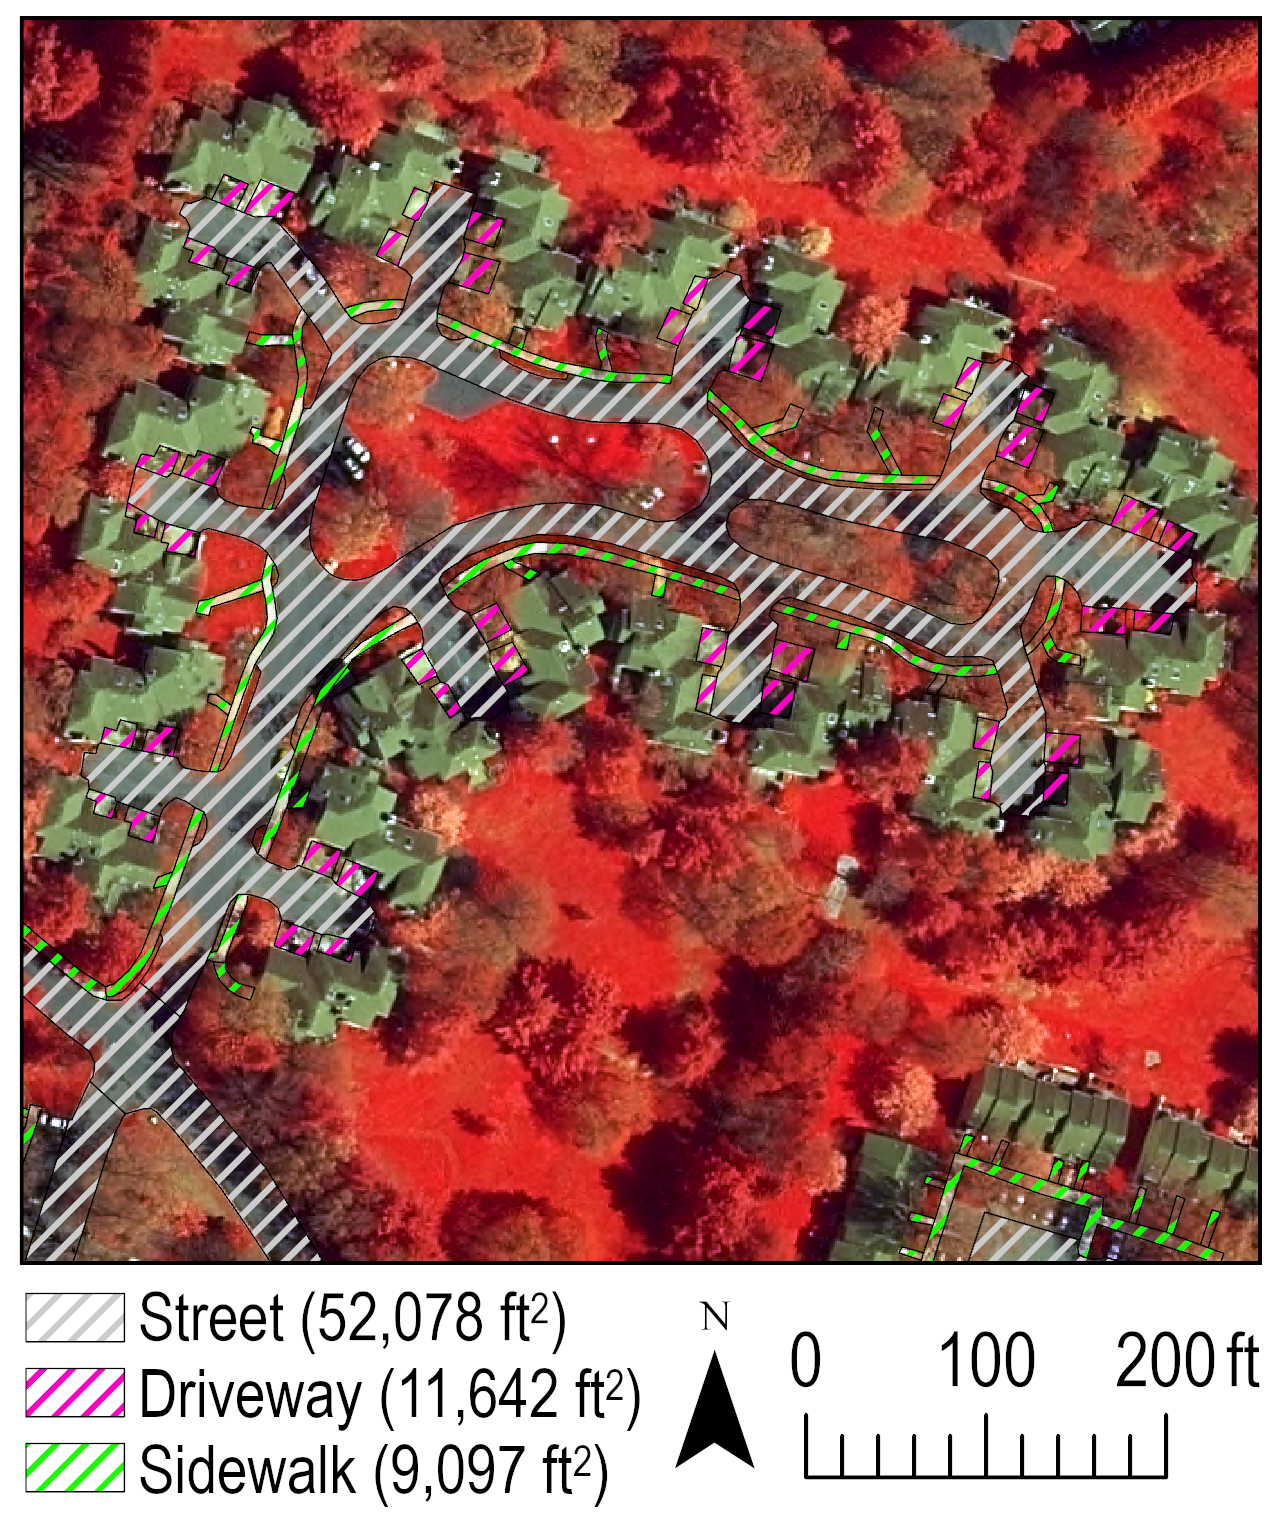 Street (52,078 ft²)
Driveway (11,642 ft²)
Sidewalk (9,097 ft²)
N
0 100 200 ft